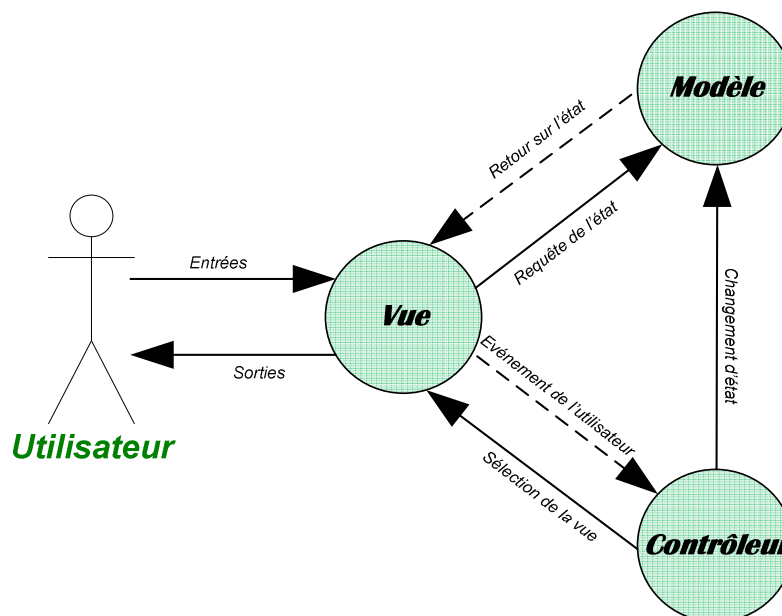 Modèle
Retour sur l'état
Requête de l'état
Entrées
Vue
Changement d'état
Sorties
Evénement de l'utilisateur
Utilisateur
Sélection de la vue
Contrôleur